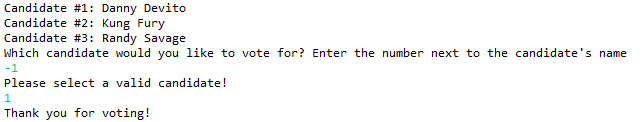 Candidate #1: Danny Devito
Candidate #2: Kung Fury
Candidate #3: Randy Savage
Which candidate would you like to vote for? Enter the number next to the candidate's name
-1
Please select a valid candidate!
1
Thank you for voting!